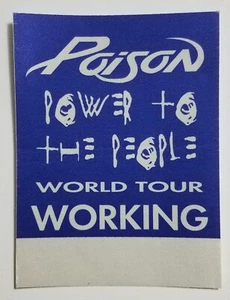 POISON
POWER TO
THE PEOPLE
WORLD TOUR
WORKING